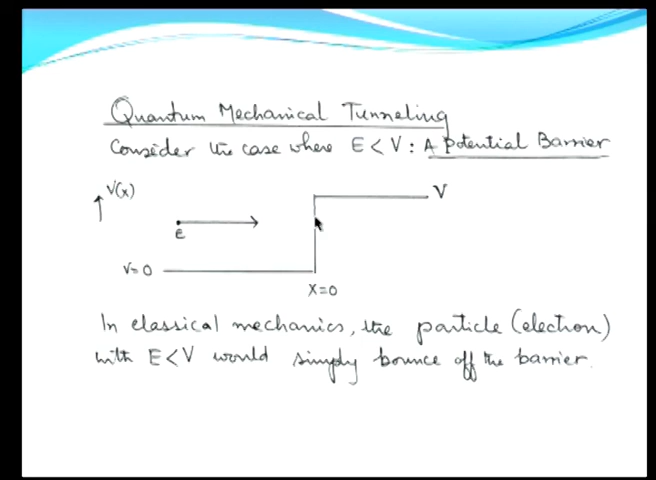 Quantum Mechanical Tunneling
Consider the case where E < V : A potential Barrier
V(x)
V
E
V=0
X=0
In classical mechanics, the particle (electron)
with E<V would simply bounce off the barrier.